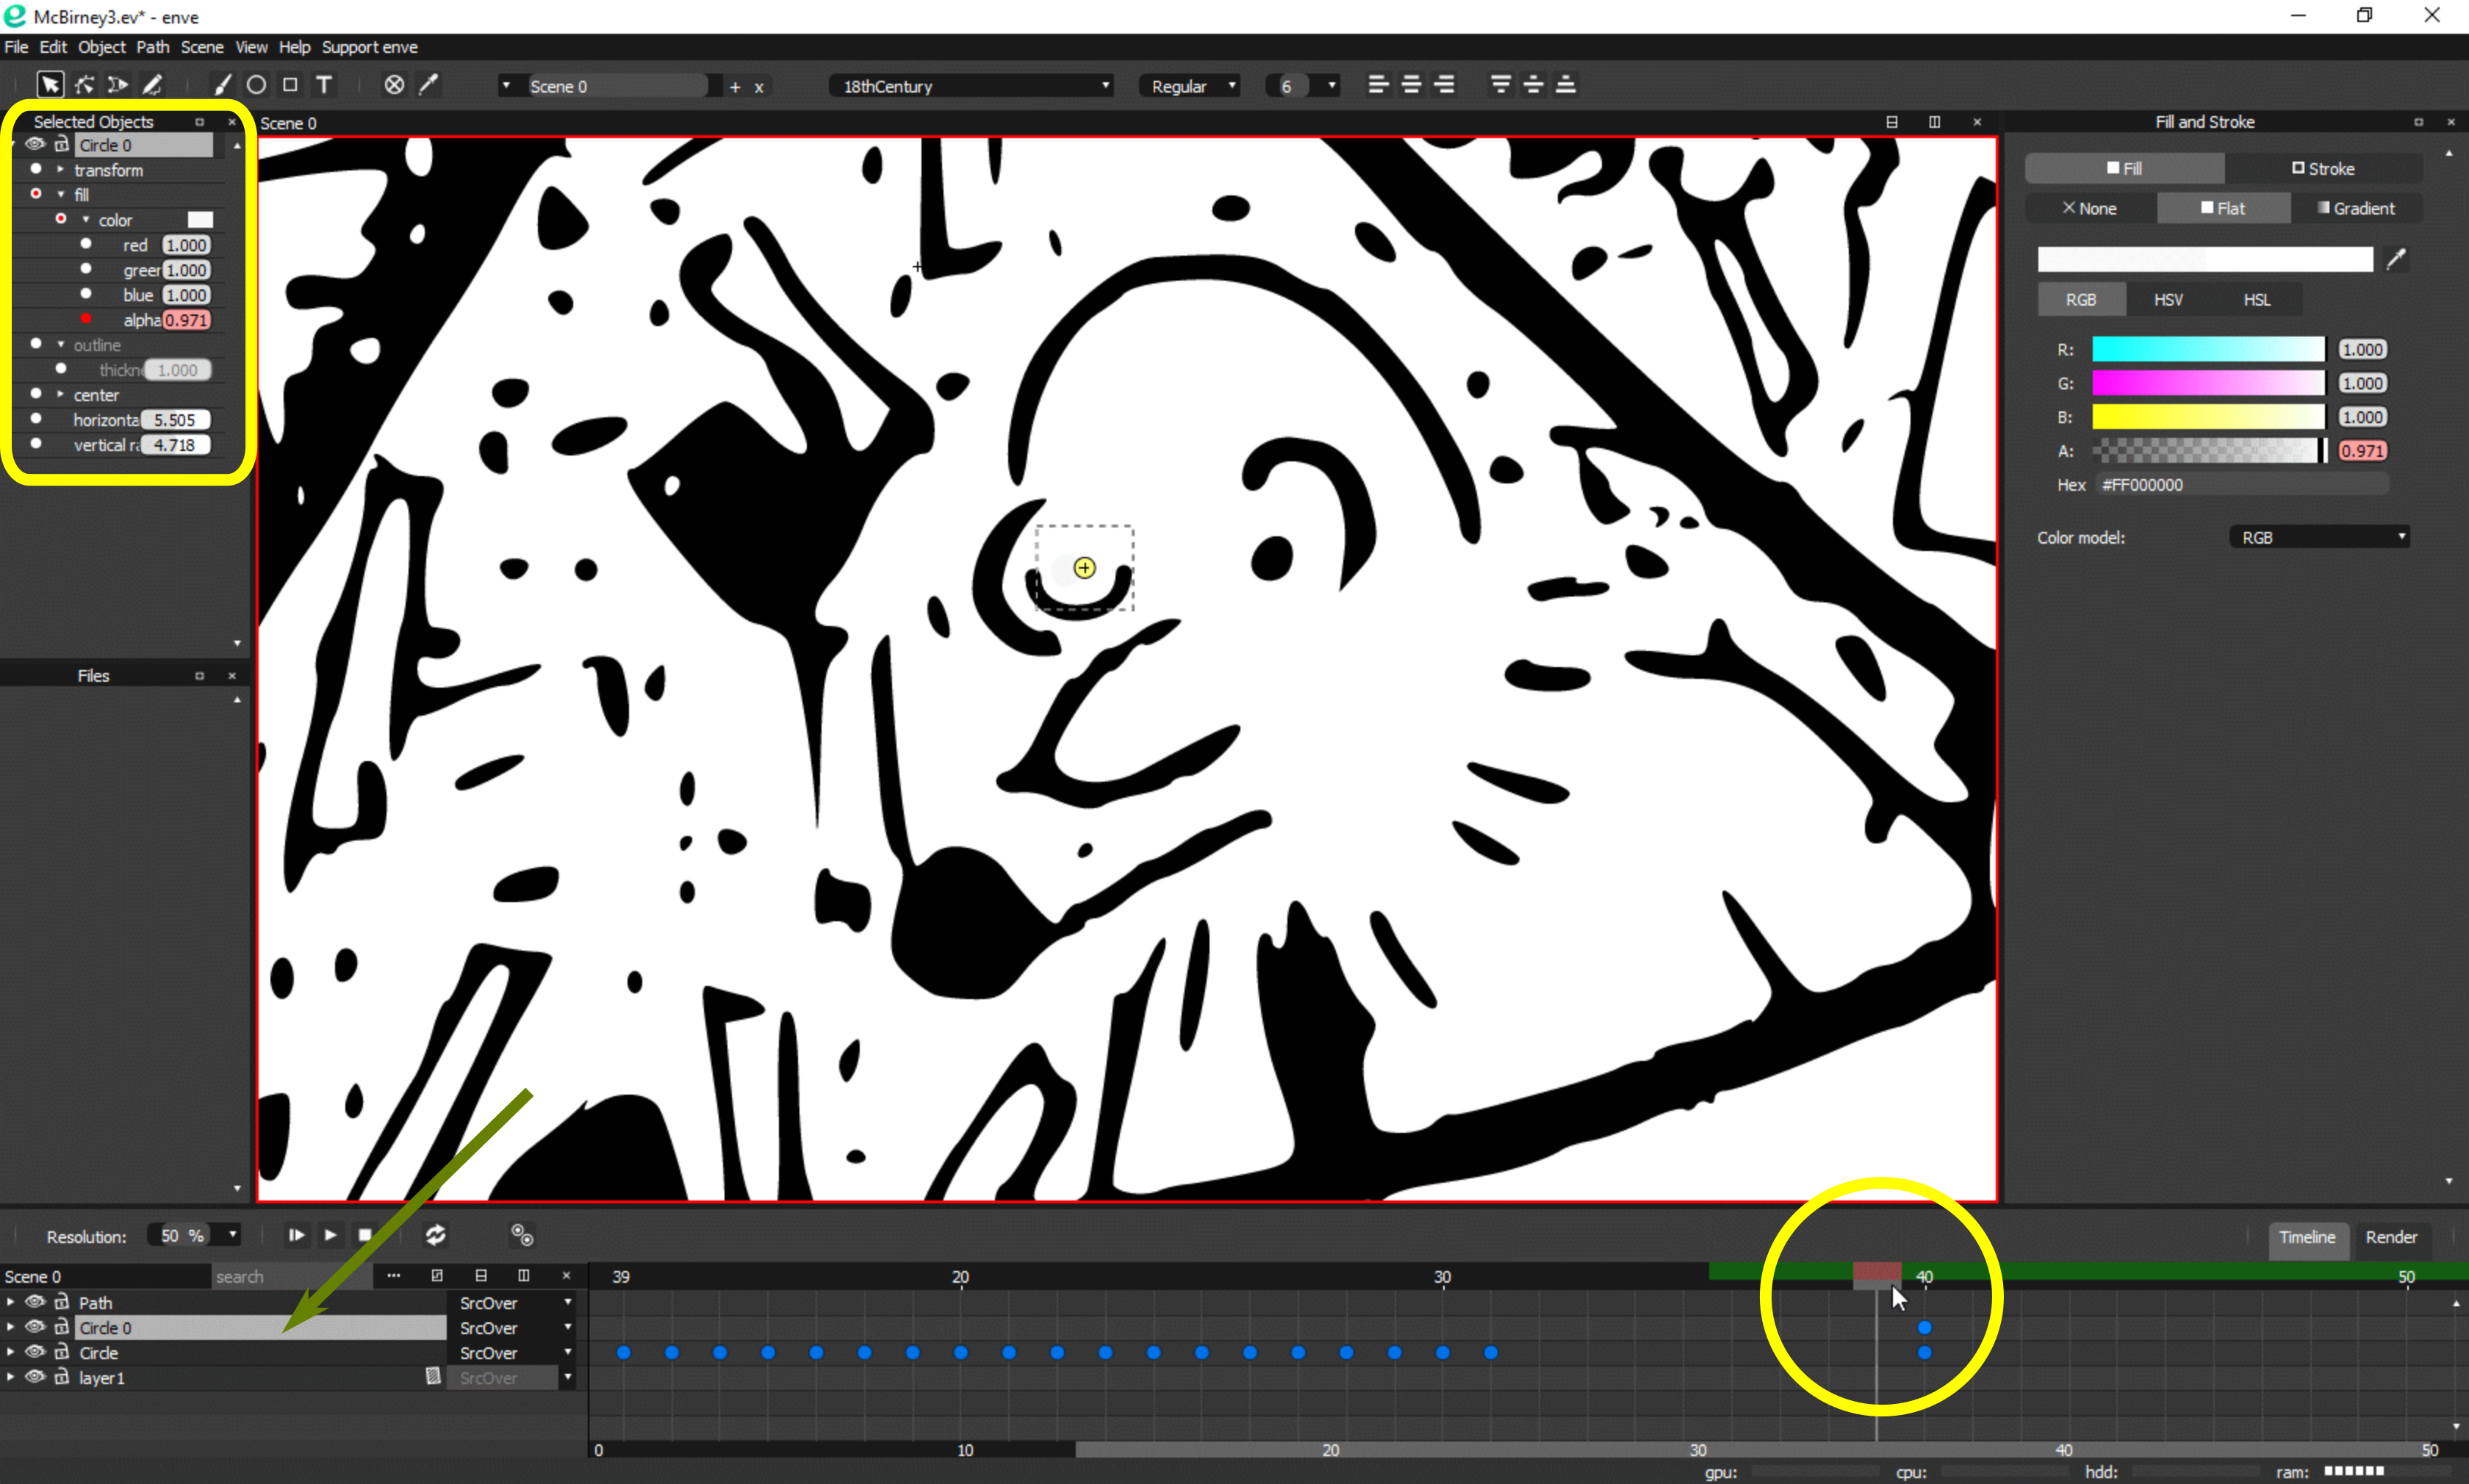 McBirney3.ev* - enve
File Edit Object Path Scene View Help Support enve
T Scene 0 + x 18thCentury Regular 6
Selected Objects
Scene 0
Fill and Stroke
Circle 0
transform
fill
color
red 1.000
greer 1.000
blue 1.000
alpha 0.971
outline
thickne 1.000
center
horizonta 5.505
vertical ra 4.718
Files
Fill Stroke
None Flat Gradient
RGB HSV HSL
R: 1.000
G: 1.000
B: 1.000
A: 0.971
Hex #FF000000
Color model: RGB
Resolution: 50 %
Timeline Render
Scene 0 search ... 39 20 30 40 50
Path SrcOver
Circle 0 SrcOver
Circle SrcOver
layer1 SrcOver
0 10 20 30 40 50
gpu: cpu: hdd: ram: